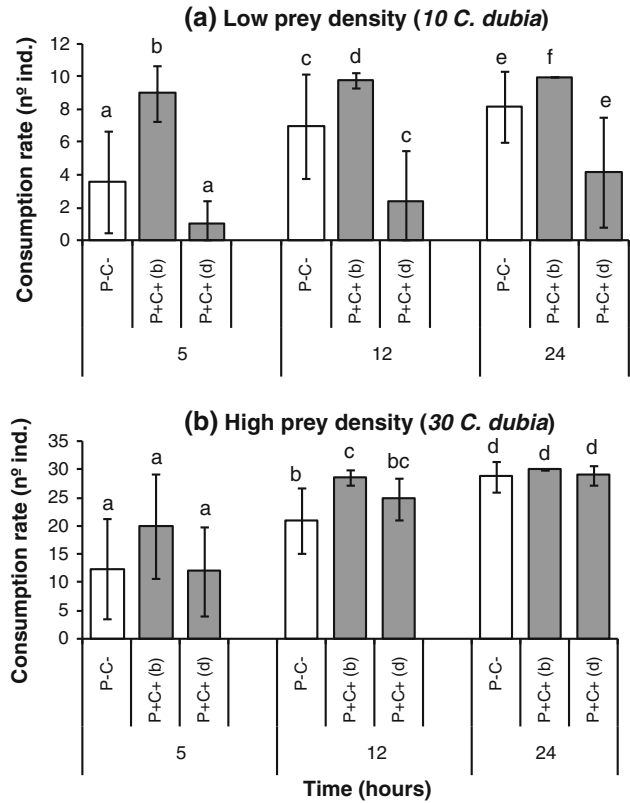 (a) Low prey density (10 C. dubia)
Consumption rate (nº ind.)
12
10
8
6
4
2
0
a
b
a
c
d
c
e
f
e
P-C-
P+C+ (b)
P+C+ (d)
P-C-
P+C+ (b)
P+C+ (d)
P-C-
P+C+ (b)
P+C+ (d)
5
12
24
(b) High prey density (30 C. dubia)
Consumption rate (nº ind.)
35
30
25
20
15
10
5
0
a
a
a
b
c
bc
d
d
d
P-C-
P+C+ (b)
P+C+ (d)
P-C-
P+C+ (b)
P+C+ (d)
P-C-
P+C+ (b)
P+C+ (d)
5
12
24
Time (hours)